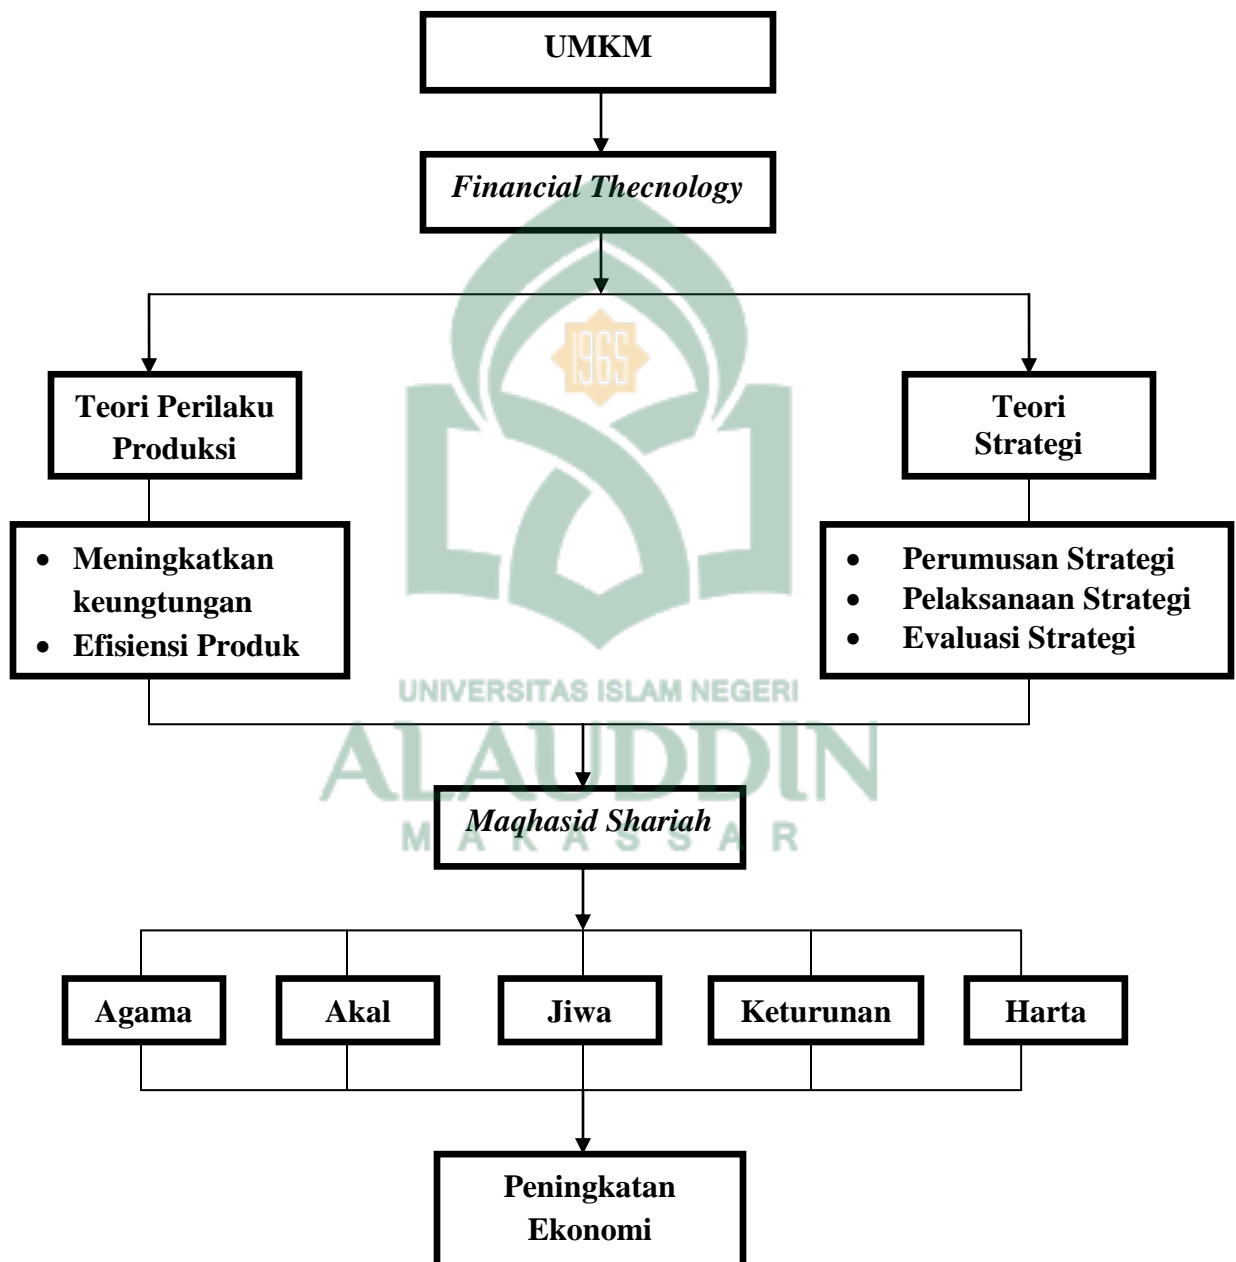 UMKM
Financial Thecnology
1965
Teori Perilaku
Produksi
Teori
Strategi
• Meningkatkan
keungtungan
• Efisiensi Produk
• Perumusan Strategi
• Pelaksanaan Strategi
• Evaluasi Strategi
UNIVERSITAS ISLAM NEGERI
ALAUDDIN
Maqhasid Shariah
MAKASSAR
Agama
Akal
Jiwa
Keturunan
Harta
Peningkatan
Ekonomi